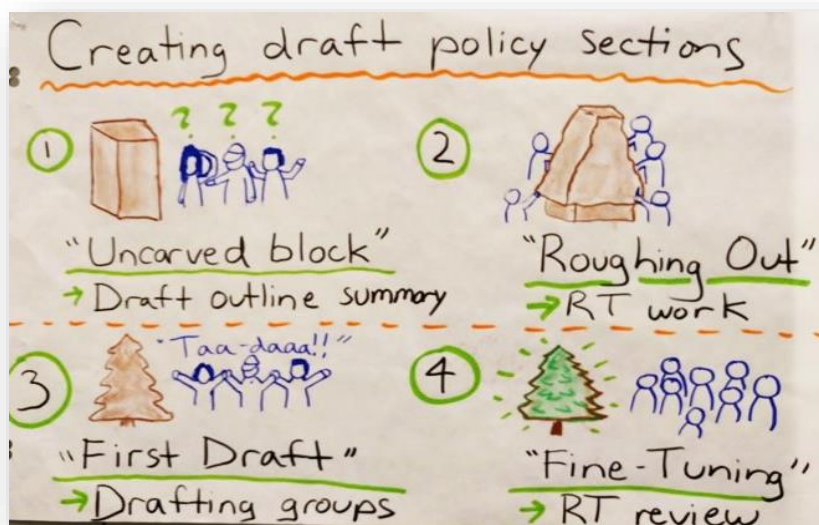 Creating draft policy sections
1
? ? ?
"Uncarved block"
→ Draft outline summary
2
"Roughing Out"
→ RT work
3
"Taa-daaa!!"
"First Draft"
→ Drafting groups
4
"Fine-Tuning"
→ RT review